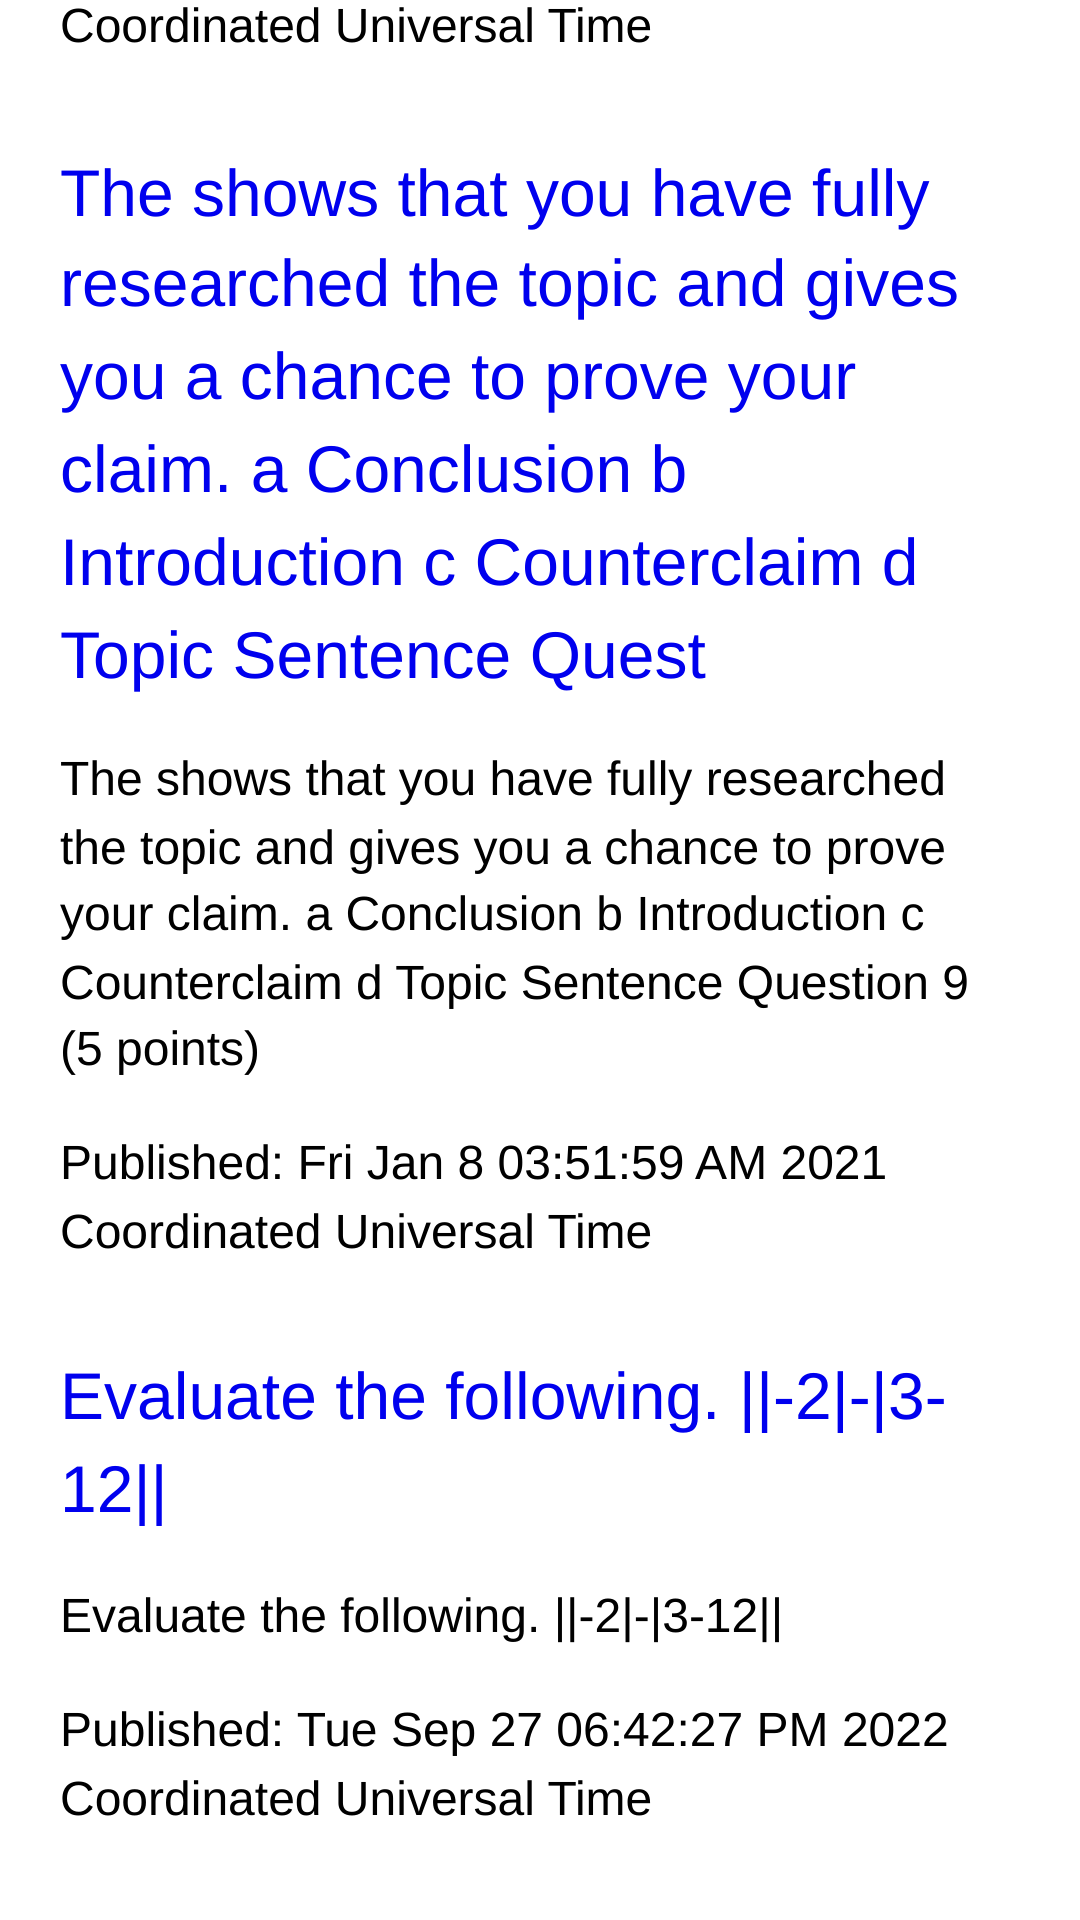 Coordinated Universal Time
The shows that you have fully
researched the topic and gives
you a chance to prove your
claim. a Conclusion b
Introduction c Counterclaim d
Topic Sentence Quest
The shows that you have fully researched
the topic and gives you a chance to prove
your claim. a Conclusion b Introduction c
Counterclaim d Topic Sentence Question 9
(5 points)
Published: Fri Jan 8 03:51:59 AM 2021
Coordinated Universal Time
Evaluate the following. ||-2|-|3-
12||
Evaluate the following. ||-2|-|3-12||
Published: Tue Sep 27 06:42:27 PM 2022
Coordinated Universal Time